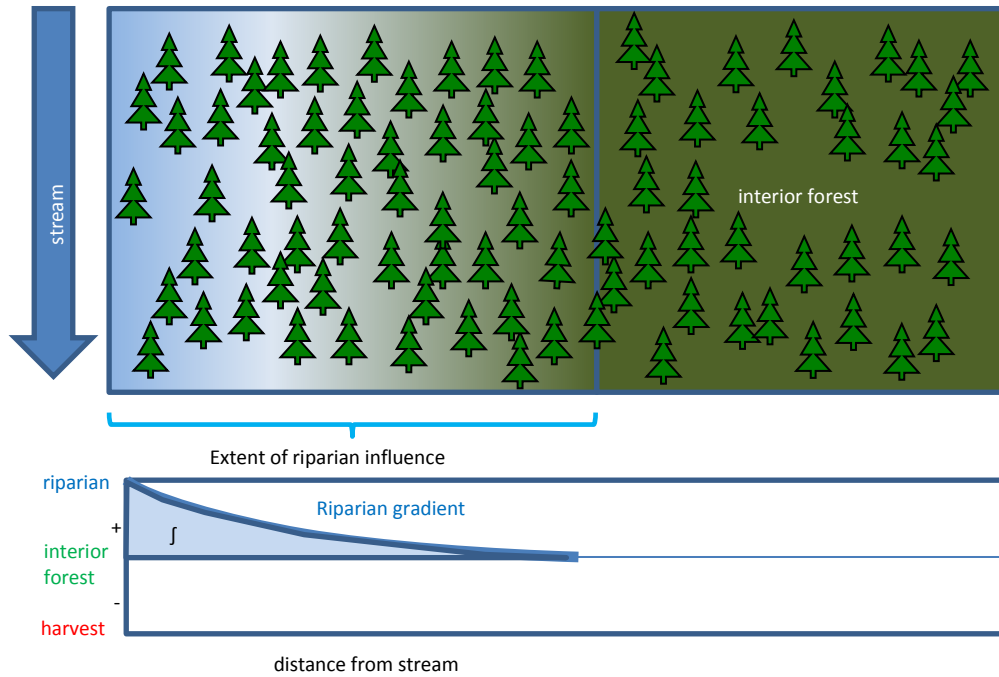 stream
interior forest
Extent of riparian influence
riparian
Riparian gradient
+
∫
interior
forest
-
harvest
distance from stream